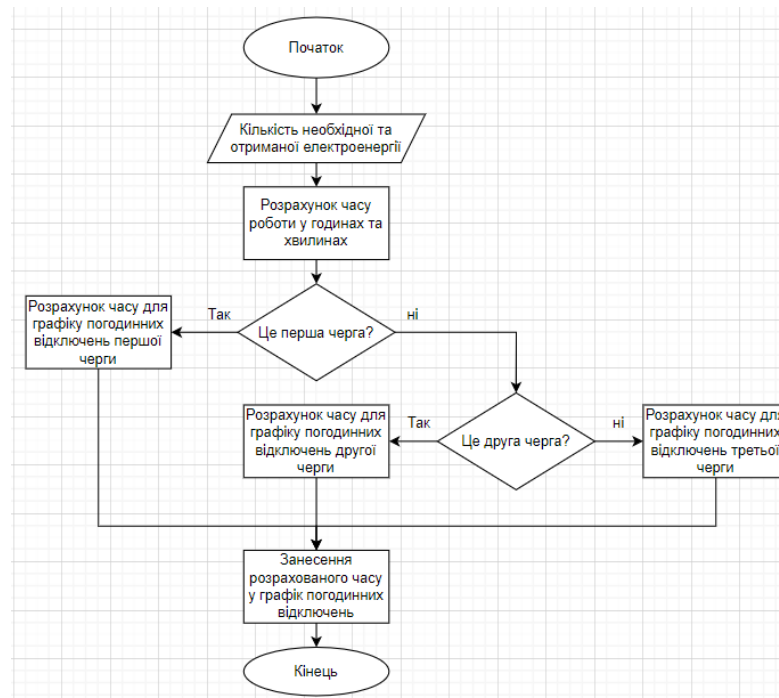 Початок
Кількість необхідної та
отриманої електроенергії
Розрахунок часу
роботи у годинах та
хвилинах
Так
ні
Розрахунок часу для
графіку погодинних
відключень першої
черги
Це перша черга?
Розрахунок часу для
графіку погодинних
відключень другої
черги
Так
Це друга черга?
ні
Розрахунок часу для
графіку погодинних
відключень третьої
черги
Занесення
розрахованого часу
у графік погодинних
відключень
Кінець